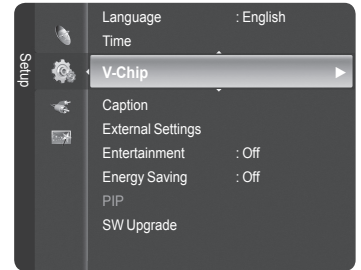 Setup
Language : English
Time
V-Chip
Caption
External Settings
Entertainment : Off
Energy Saving : Off
PIP
SW Upgrade